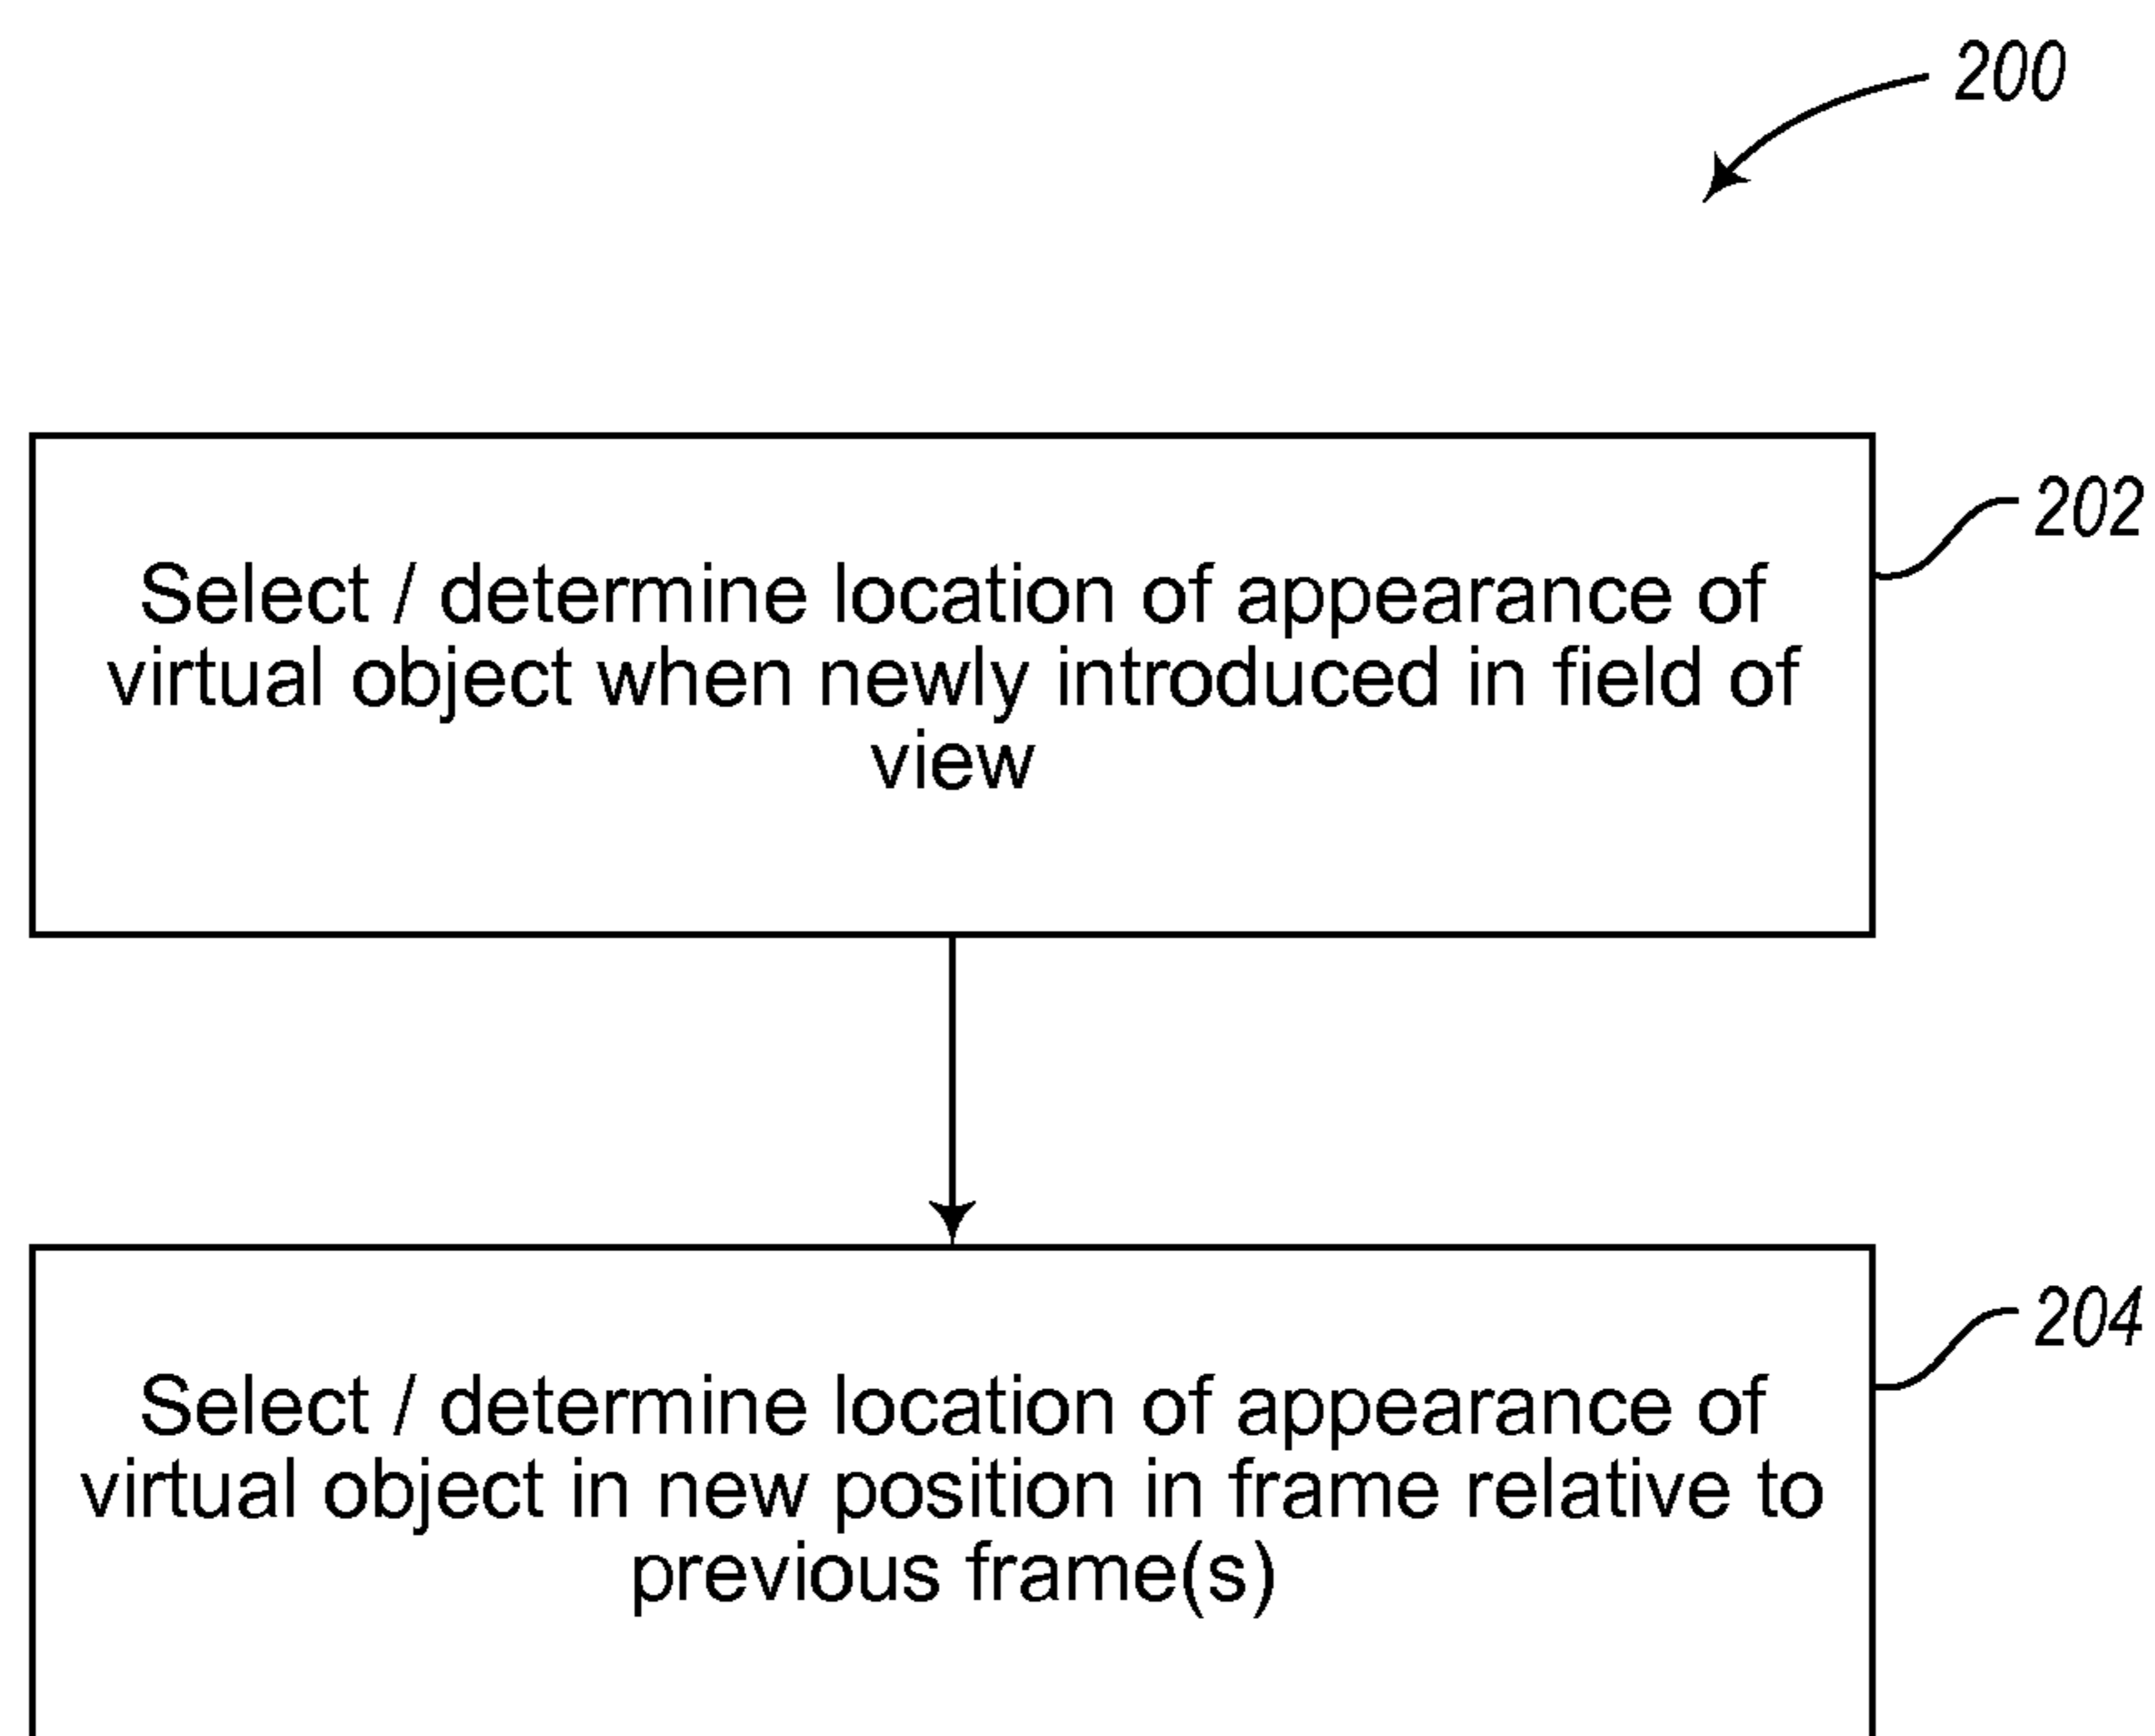 200
202
Select / determine location of appearance of
virtual object when newly introduced in field of
view
204
Select / determine location of appearance of
virtual object in new position in frame relative to
previous frame(s)